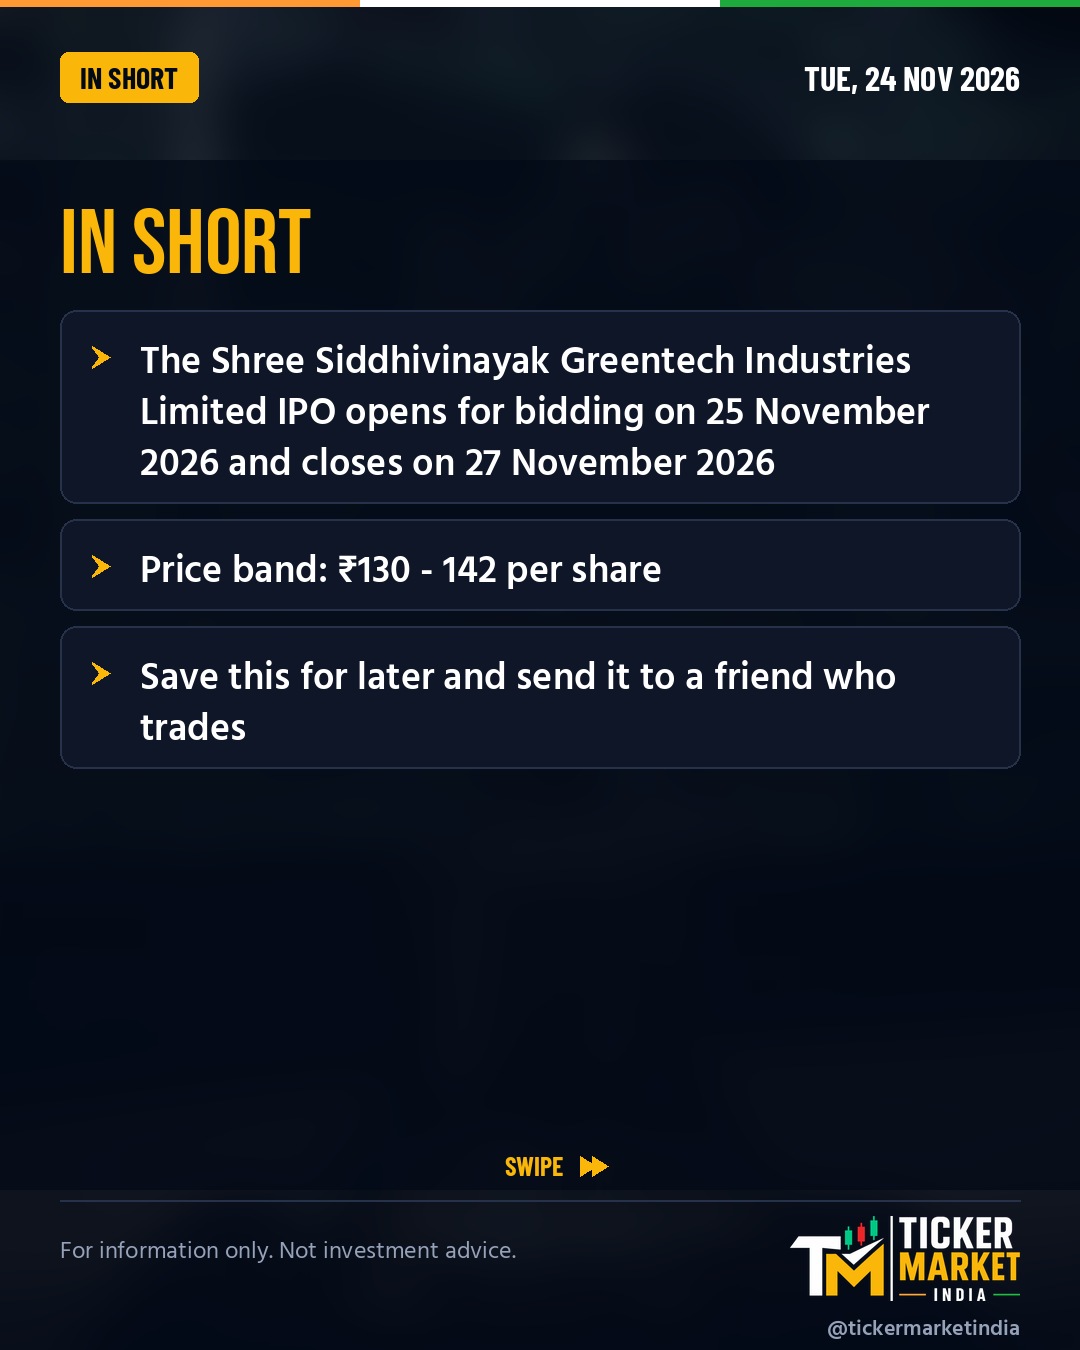 IN SHORT
TUE, 24 NOV 2026
IN SHORT
The Shree Siddhivinayak Greentech Industries
Limited IPO opens for bidding on 25 November
2026 and closes on 27 November 2026
Price band: ₹130 - 142 per share
Save this for later and send it to a friend who
trades
SWIPE
For information only. Not investment advice.
TM
TICKER
MARKET
INDIA
@tickermarketindia